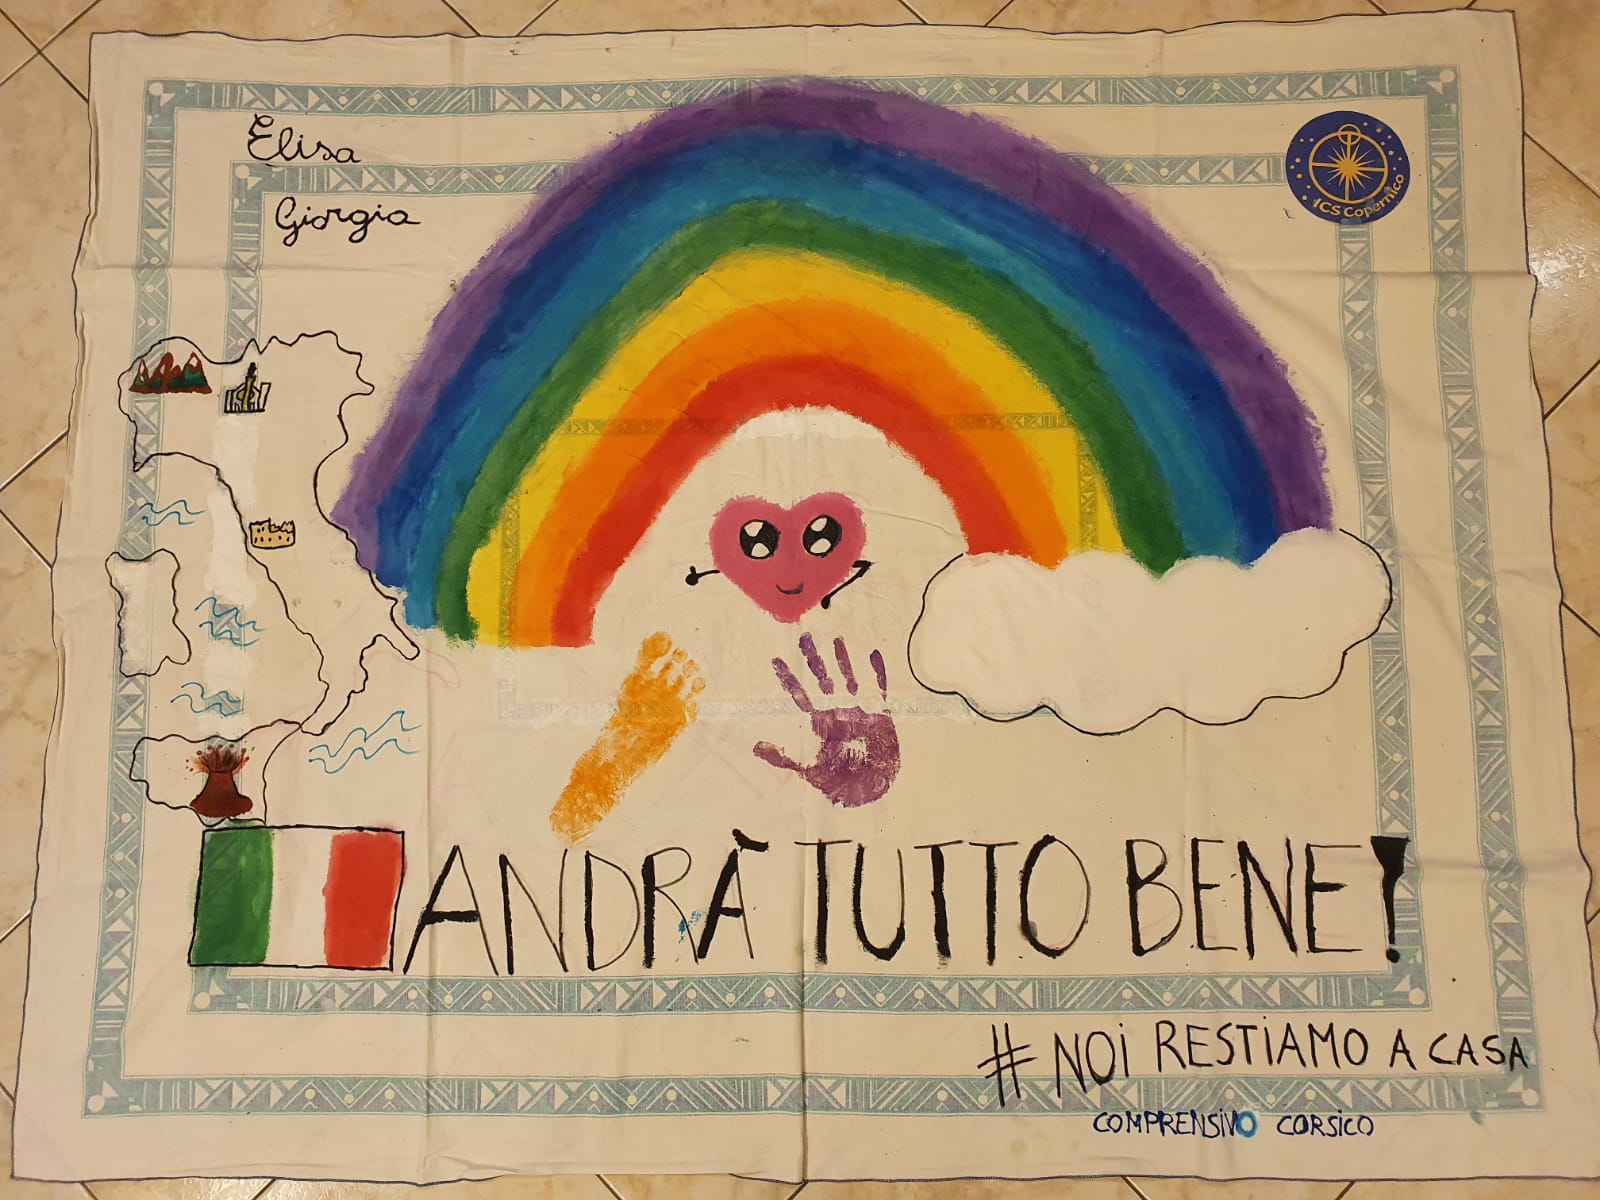 Elisa
Giorgia
ICS Copernico
ANDRÀ TUTTO BENE!
# NOI RESTIAMO A CASA
COMPRENSIVO CORSICO